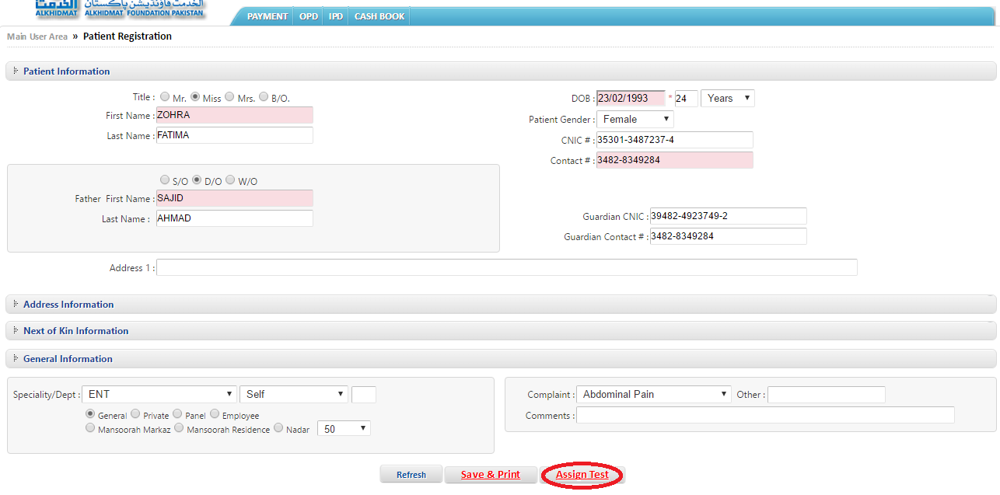 الخدمت فاؤنڈیشن پاکستان
ALKHIDMAT ALKHIDMAT FOUNDATION PAKISTAN
PAYMENT OPD IPD CASH BOOK
Main User Area » Patient Registration
Patient Information
Title : Mr. Miss Mrs. B/O.
DOB : 23/02/1993 * 24 Years
First Name : ZOHRA
Patient Gender : Female
Last Name : FATIMA
CNIC # : 35301-3487237-4
Contact # : 3482-8349284
S/O D/O W/O
Father First Name : SAJID
Last Name : AHMAD
Guardian CNIC : 39482-4923749-2
Guardian Contact # : 3482-8349284
Address 1 :
Address Information
Next of Kin Information
General Information
Speciality/Dept : ENT Self
Complaint : Abdominal Pain Other :
General Private Panel Employee
Comments :
Mansoorah Markaz Mansoorah Residence Nadar 50
Refresh Save & Print Assign Test